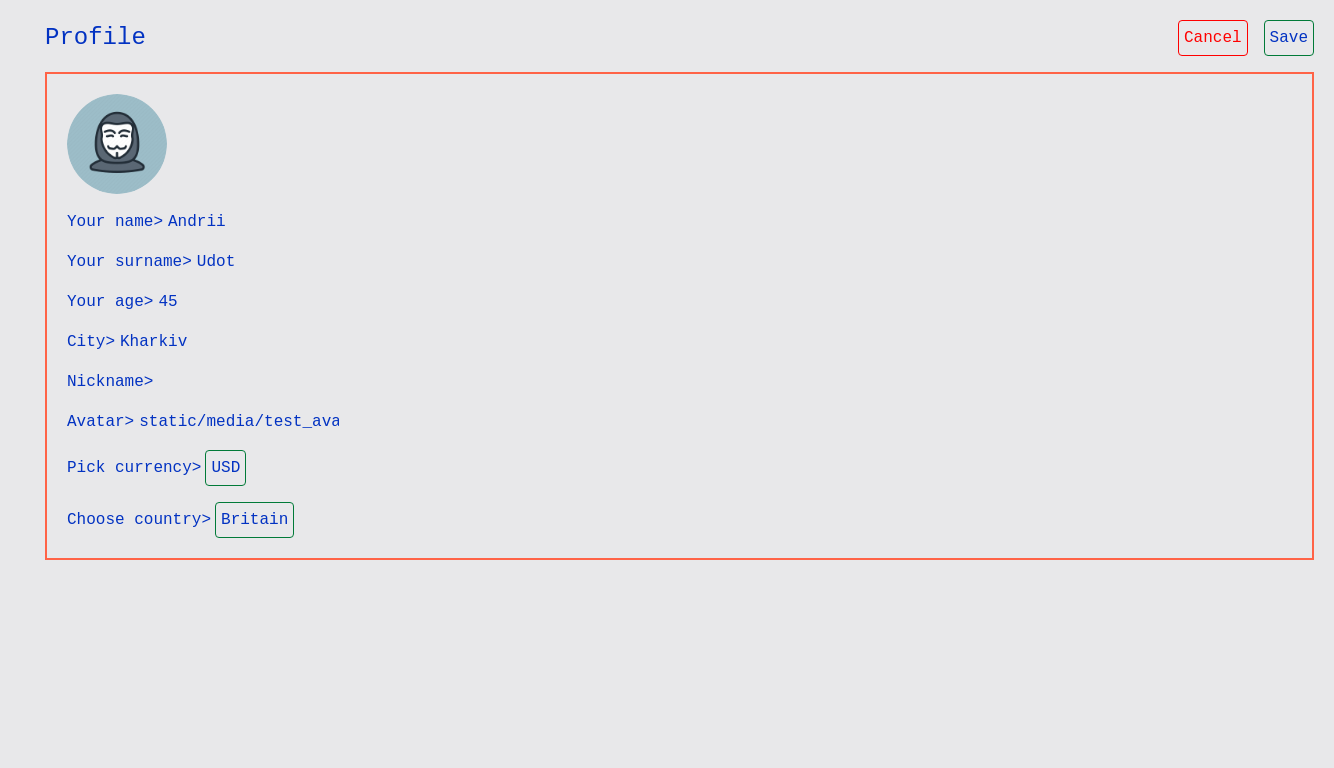 Profile
Cancel
Save
Your name> Andrii
Your surname> Udot
Your age> 45
City> Kharkiv
Nickname>
Avatar> static/media/test_ava
Pick currency> USD
Choose country> Britain